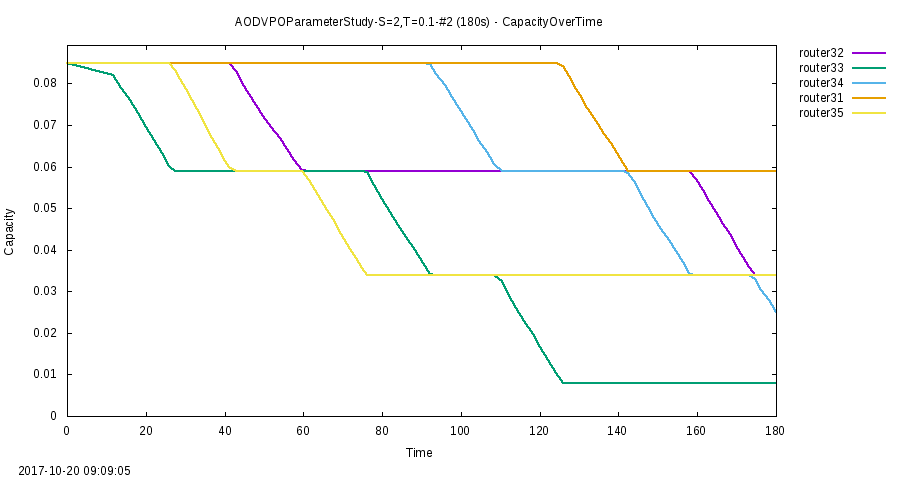 AODVPOParameterStudy-S=2,T=0.1-#2 (180s) - CapacityOverTime
router32
router33
router34
router31
router35
0.08
0.07
0.06
0.05
0.04
0.03
0.02
0.01
0
Capacity
0 20 40 60 80 100 120 140 160 180
Time
2017-10-20 09:09:05